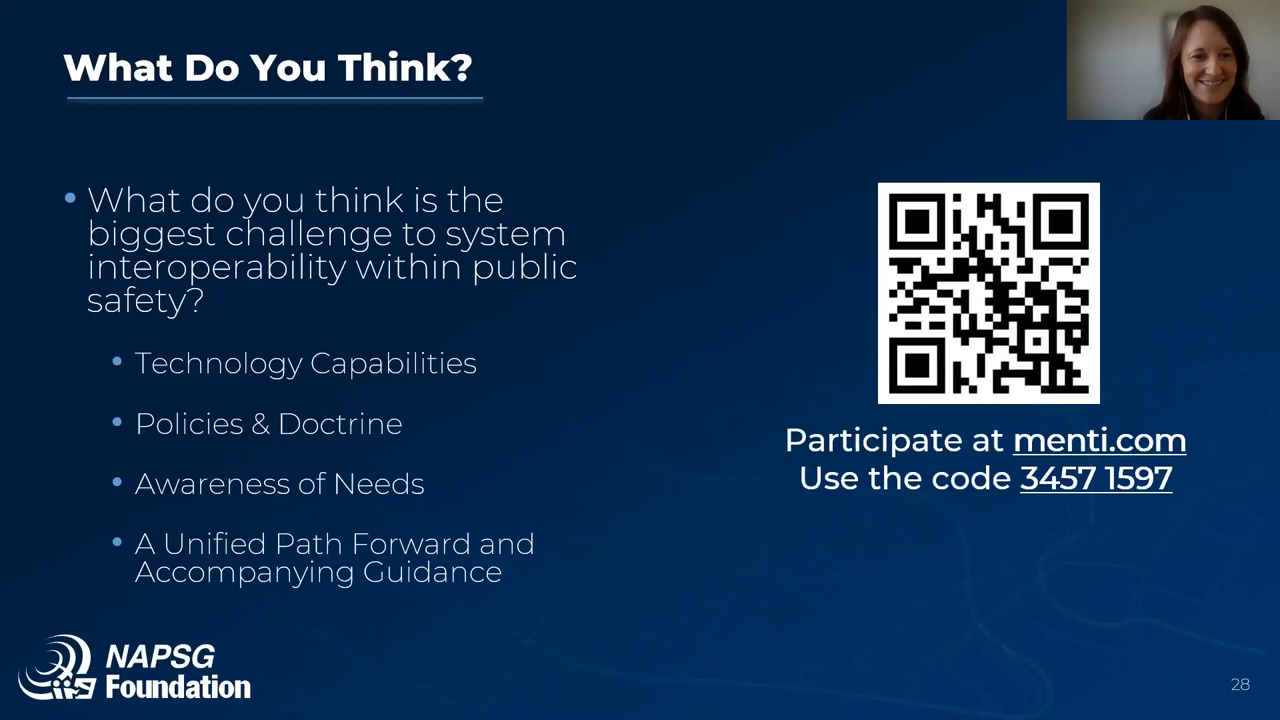 What Do You Think?
• What do you think is the
biggest challenge to system
interoperability within public
safety?
• Technology Capabilities
• Policies & Doctrine
• Awareness of Needs
• A Unified Path Forward and
Accompanying Guidance
Participate at menti.com
Use the code 3457 1597
NAPSG
Foundation
28